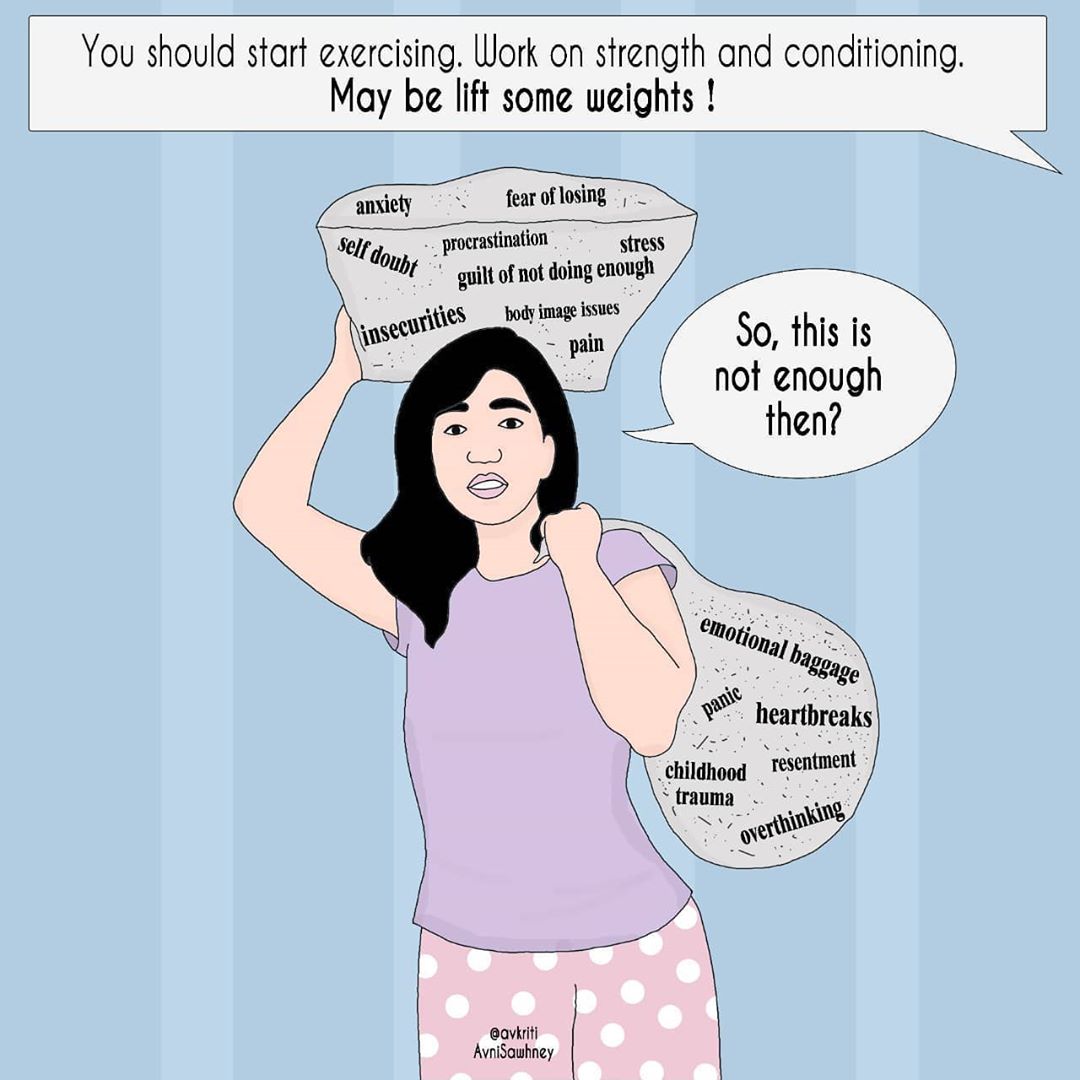 You should start exercising. Work on strength and conditioning.
May be lift some weights !
anxiety
fear of losing
self doubt
procrastination
stress
guilt of not doing enough
insecurities
body image issues
pain
So, this is
not enough
then?
emotional baggage
panic
heartbreaks
childhood
trauma
resentment
overthinking
@avkriti
AvniSawhney